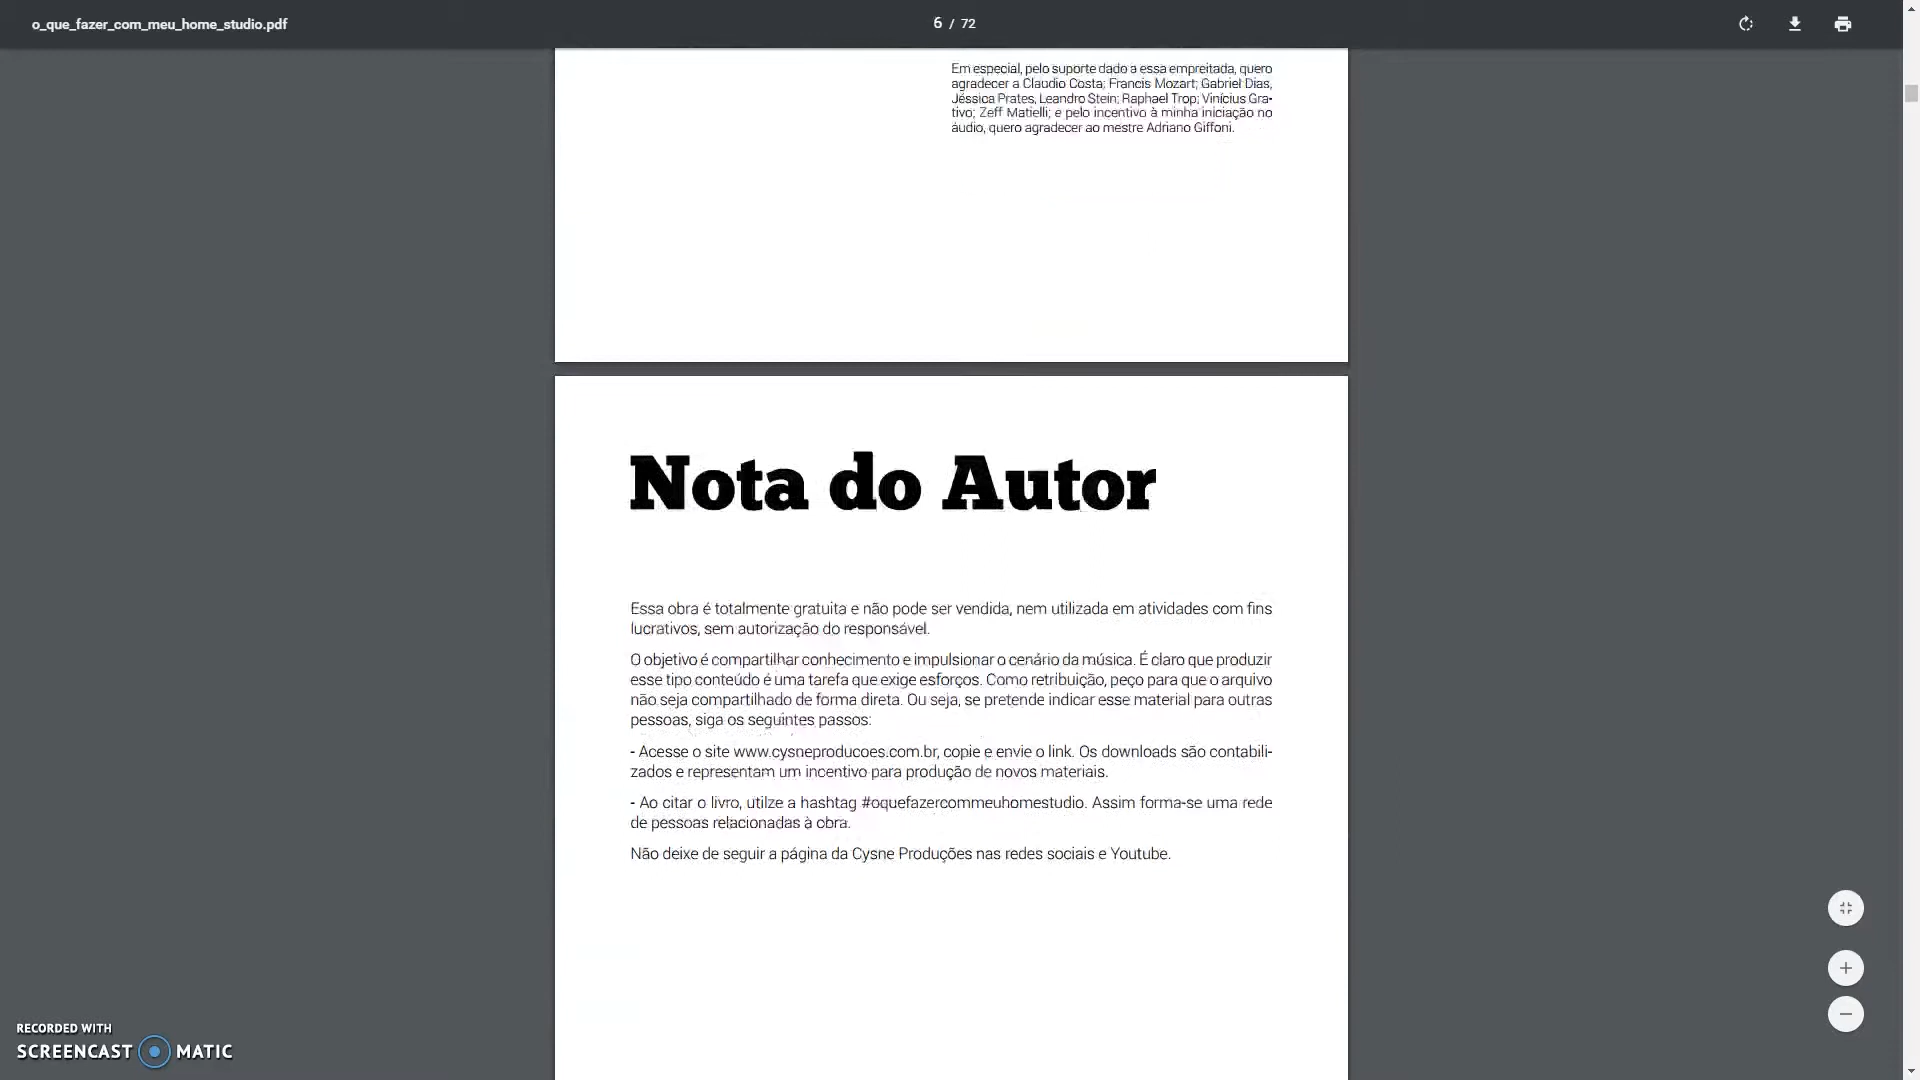 o_que_fazer_com_meu_home_studio.pdf
6 / 72
Em especial, pelo suporte dado a essa empreitada, quero
agradecer a Claudio Costa; Francis Mozart; Gabriel Dias,
Jéssica Prates, Leandro Stein; Raphael Trop; Vinícius Gra-
tivo; Zeff Matielli; e pelo incentivo à minha iniciação no
áudio, quero agradecer ao mestre Adriano Giffoni.
Nota do Autor
Essa obra é totalmente gratuita e não pode ser vendida, nem utilizada em atividades com fins
lucrativos, sem autorização do responsável.
O objetivo é compartilhar conhecimento e impulsionar o cenário da música. É claro que produzir
esse tipo conteúdo é uma tarefa que exige esforços. Como retribuição, peço para que o arquivo
não seja compartilhado de forma direta. Ou seja, se pretende indicar esse material para outras
pessoas, siga os seguintes passos:
- Acesse o site www.cysneproducoes.com.br, copie e envie o link. Os downloads são contabili-
zados e representam um incentivo para produção de novos materiais.
- Ao citar o livro, utilze a hashtag #oquefazercommeuhomestudio. Assim forma-se uma rede
de pessoas relacionadas à obra.
Não deixe de seguir a página da Cysne Produções nas redes sociais e Youtube.
RECORDED WITH
SCREENCAST MATIC